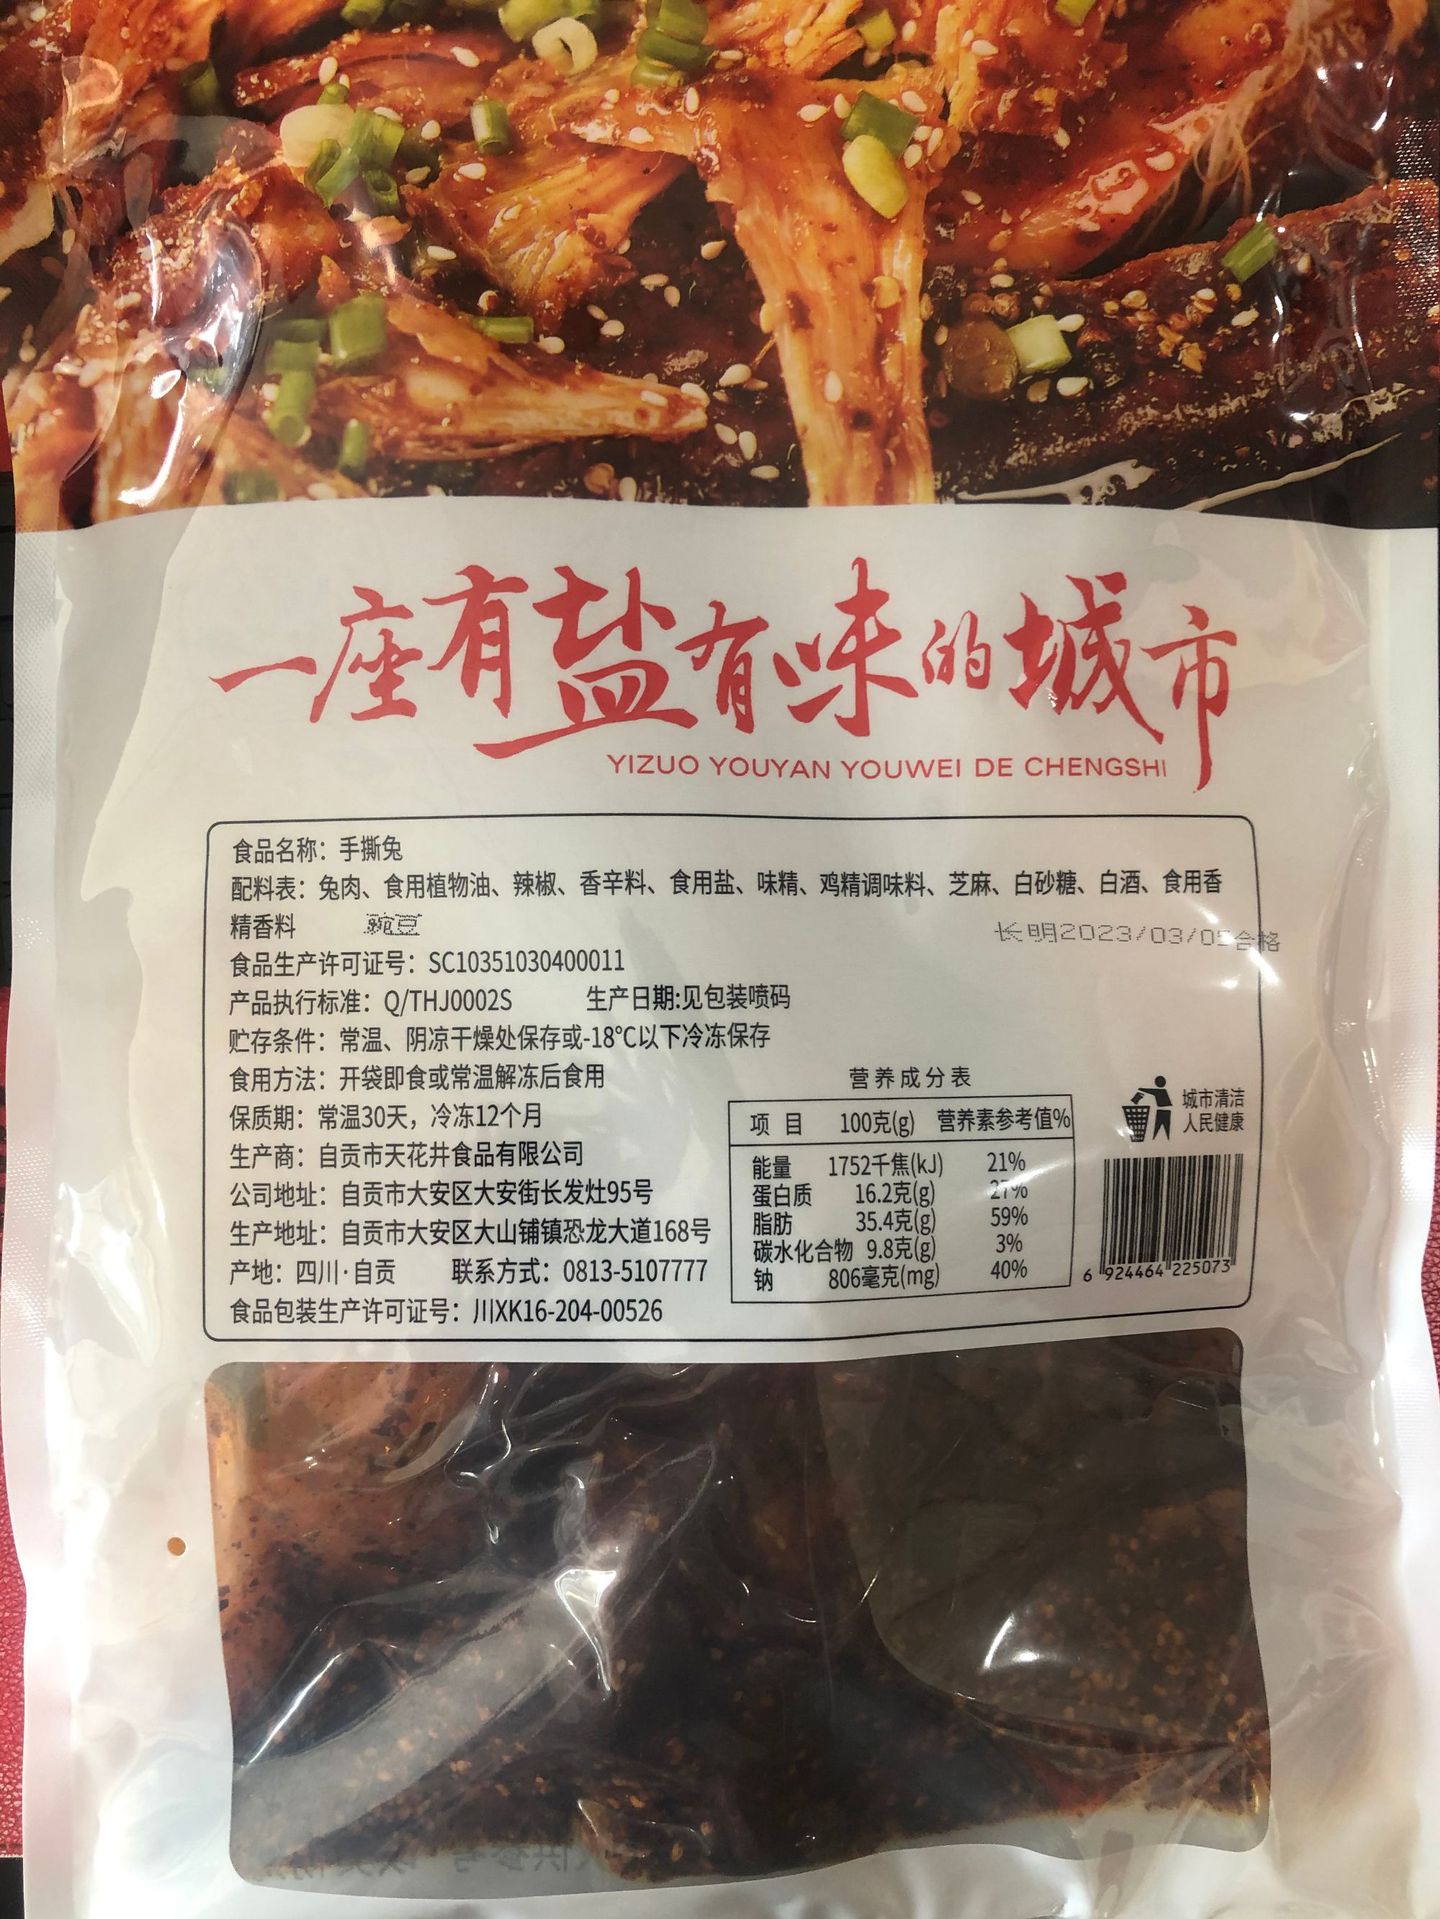 一座有盐有味的城市
YIZUO YOUYAN YOUWEI DE CHENGSHI
食品名称：手撕兔
配料表：兔肉、食用植物油、辣椒、香辛料、食用盐、味精、鸡精调味料、芝麻、白砂糖、白酒、食用香
精香料 豌豆
长明2023/03/05合格
食品生产许可证号：SC10351030400011
产品执行标准：Q/THJ0002S 生产日期:见包装喷码
贮存条件：常温、阴凉干燥处保存或-18℃以下冷冻保存
食用方法：开袋即食或常温解冻后食用
保质期：常温30天，冷冻12个月
生产商：自贡市天花井食品有限公司
公司地址：自贡市大安区大安街长发灶95号
生产地址：自贡市大安区大山铺镇恐龙大道168号
产地：四川·自贡 联系方式：0813-5107777
食品包装生产许可证号：川XK16-204-00526
营养成分表
项 目 100克(g) 营养素参考值%
能量 1752千焦(kJ) 21%
蛋白质 16.2克(g) 27%
脂肪 35.4克(g) 59%
碳水化合物 9.8克(g) 3%
钠 806毫克(mg) 40%
城市清洁
人民健康
6 924464 225073